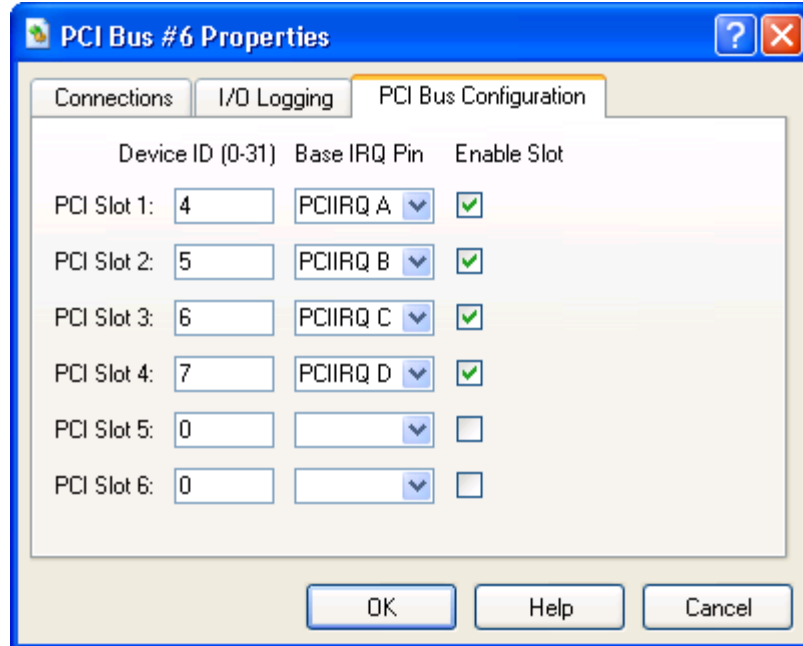 PCI Bus #6 Properties
?
Connections I/O Logging PCI Bus Configuration
Device ID (0-31) Base IRQ Pin Enable Slot
PCI Slot 1: 4 PCIIRQ A
PCI Slot 2: 5 PCIIRQ B
PCI Slot 3: 6 PCIIRQ C
PCI Slot 4: 7 PCIIRQ D
PCI Slot 5: 0
PCI Slot 6: 0
OK Help Cancel